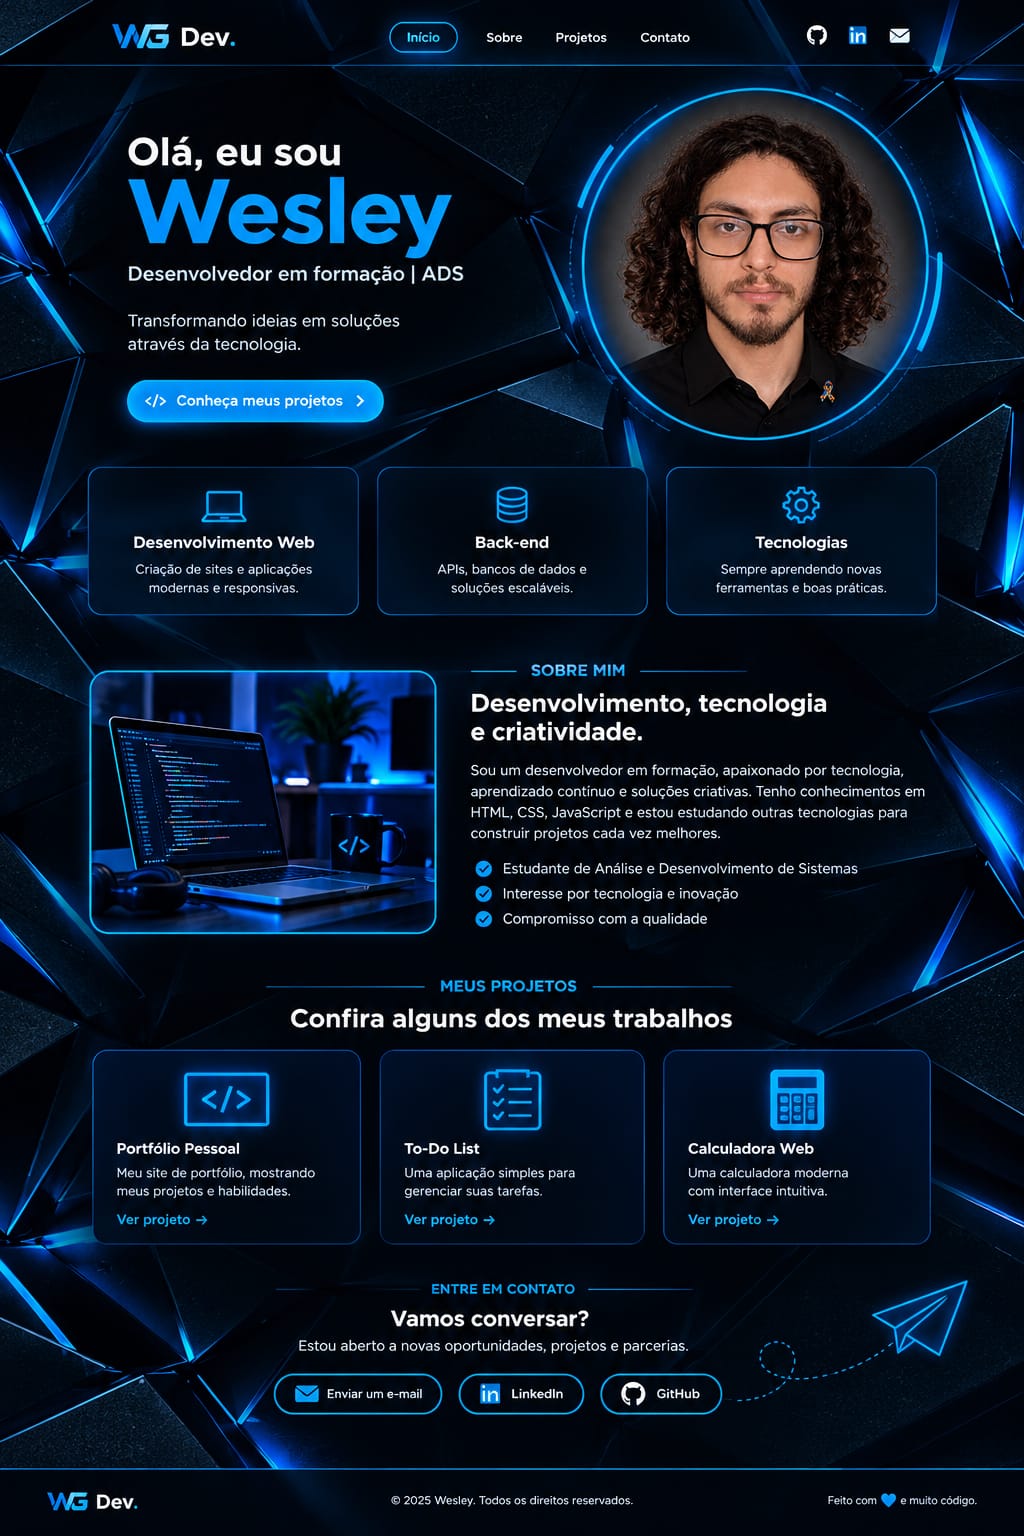 WG Dev.
Início
Sobre
Projetos
Contato
in
Olá, eu sou
Wesley
Desenvolvedor em formação | ADS
Transformando ideias em soluções
através da tecnologia.
</> Conheça meus projetos >
Desenvolvimento Web
Criação de sites e aplicações
modernas e responsivas.
Back-end
APIs, bancos de dados e
soluções escaláveis.
Tecnologias
Sempre aprendendo novas
ferramentas e boas práticas.
</>
SOBRE MIM
Desenvolvimento, tecnologia
e criatividade.
Sou um desenvolvedor em formação, apaixonado por tecnologia,
aprendizado contínuo e soluções criativas. Tenho conhecimentos em
HTML, CSS, JavaScript e estou estudando outras tecnologias para
construir projetos cada vez melhores.
Estudante de Análise e Desenvolvimento de Sistemas
Interesse por tecnologia e inovação
Compromisso com a qualidade
MEUS PROJETOS
Confira alguns dos meus trabalhos
</>
Portfólio Pessoal
Meu site de portfólio, mostrando
meus projetos e habilidades.
Ver projeto →
To-Do List
Uma aplicação simples para
gerenciar suas tarefas.
Ver projeto →
Calculadora Web
Uma calculadora moderna
com interface intuitiva.
Ver projeto →
ENTRE EM CONTATO
Vamos conversar?
Estou aberto a novas oportunidades, projetos e parcerias.
Enviar um e-mail
in LinkedIn
GitHub
WG Dev.
© 2025 Wesley. Todos os direitos reservados.
Feito com 💙 e muito código.